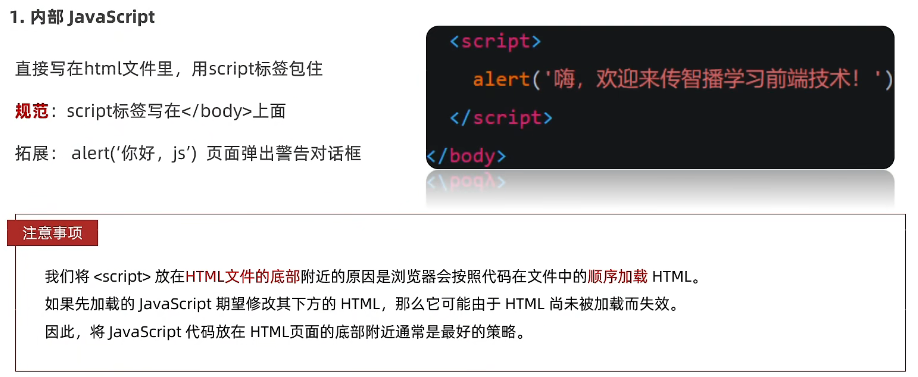 1. 内部 JavaScript
直接写在html文件里，用script标签包住
规范：script标签写在</body>上面
拓展： alert(‘你好，js’) 页面弹出警告对话框
<script>
alert('嗨，欢迎来传智播学习前端技术！')
</script>
</body>
注意事项
我们将 <script> 放在HTML文件的底部附近的原因是浏览器会按照代码在文件中的顺序加载 HTML。
如果先加载的 JavaScript 期望修改其下方的 HTML，那么它可能由于 HTML 尚未被加载而失效。
因此，将 JavaScript 代码放在 HTML页面的底部附近通常是最好的策略。